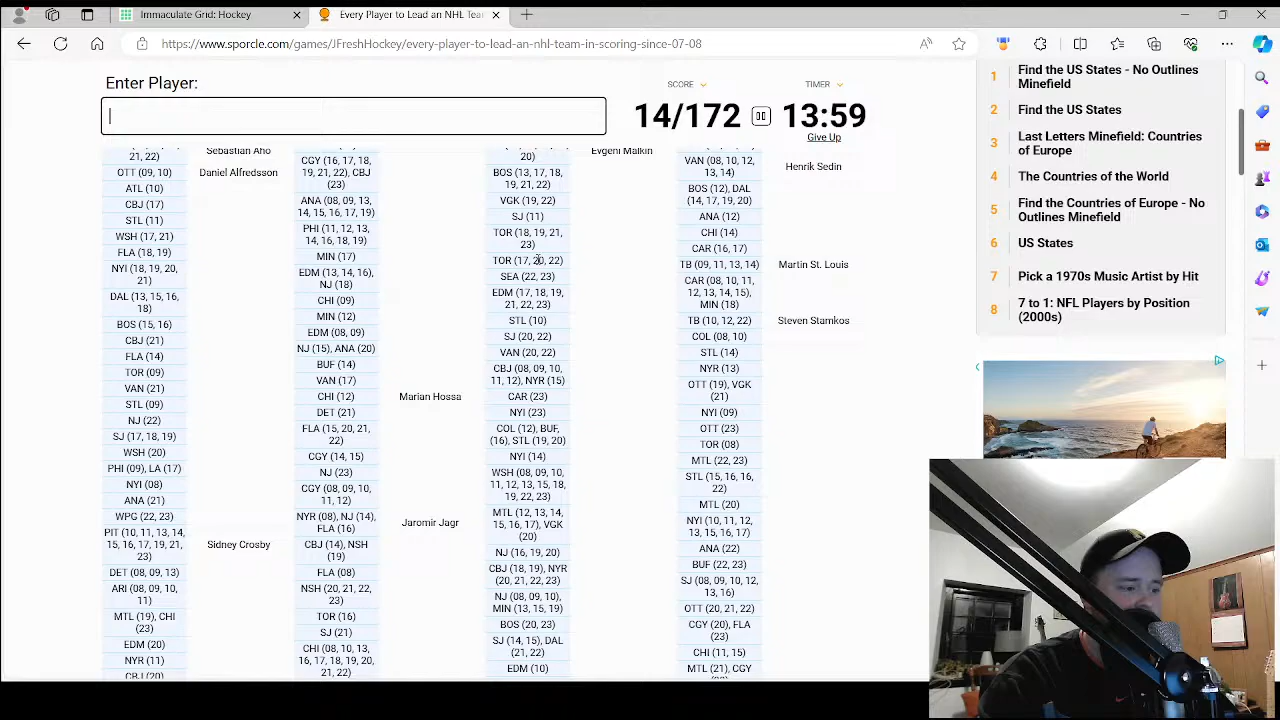 Immaculate Grid: Hockey
Every Player to Lead an NHL Team
https://www.sporcle.com/games/JFreshHockey/every-player-to-lead-an-nhl-team-in-scoring-since-07-08
Enter Player:
SCORE
TIMER
14/172
13:59
Give Up
21, 22)
OTT (09, 10)
ATL (10)
CBJ (17)
STL (11)
WSH (17, 21)
FLA (18, 19)
NYI (18, 19, 20,
21)
DAL (13, 15, 16,
18)
BOS (15, 16)
CBJ (21)
FLA (14)
TOR (09)
VAN (21)
STL (09)
NJ (22)
SJ (17, 18, 19)
WSH (20)
PHI (09), LA (17)
NYI (08)
ANA (21)
WPG (22, 23)
PIT (10, 11, 13, 14,
15, 16, 17, 19, 21,
23)
DET (08, 09, 13)
ARI (08, 09, 10,
11)
MTL (19), CHI
(23)
EDM (20)
NYR (11)
CBJ (20)
Sebastian Aho
Daniel Alfredsson
Sidney Crosby
CGY (16, 17, 18,
19, 21, 22), CBJ
(23)
ANA (08, 09, 13,
14, 15, 16, 17, 19)
PHI (11, 12, 13,
14, 16, 18, 19)
MIN (17)
EDM (13, 14, 16),
NJ (18)
CHI (09)
MIN (12)
EDM (08, 09)
NJ (15), ANA (20)
BUF (14)
VAN (17)
CHI (12)
DET (21)
FLA (15, 20, 21,
22)
CGY (14, 15)
NJ (23)
CGY (08, 09, 10,
11, 12)
NYR (08), NJ (14),
FLA (16)
CBJ (14), NSH
(19)
FLA (08)
NSH (20, 21, 22,
23)
TOR (16)
SJ (21)
CHI (08, 10, 13,
16, 17, 18, 19, 20,
21, 22)
Marian Hossa
Jaromir Jagr
20)
BOS (13, 17, 18,
19, 21, 22)
VGK (19, 22)
SJ (11)
TOR (18, 19, 21,
23)
TOR (17, 20, 22)
SEA (22, 23)
EDM (17, 18, 19,
21, 22, 23)
STL (10)
SJ (20, 22)
VAN (20, 22)
CBJ (08, 09, 10,
11, 12), NYR (15)
CAR (23)
NYI (23)
COL (12), BUF,
(16), STL (19, 20)
NYI (14)
WSH (08, 09, 10,
11, 12, 13, 15, 18,
19, 22, 23)
MTL (12, 13, 14,
15, 16, 17), VGK
(20)
NJ (16, 19, 20)
CBJ (18, 19), NYR
(20, 21, 22, 23)
NJ (08, 09, 10),
MIN (13, 15, 19)
BOS (20, 23)
SJ (14, 15), DAL
(21, 22)
EDM (10)
Evgeni Malkin
VAN (08, 10, 12,
13, 14)
BOS (12), DAL
(14, 17, 19, 20)
ANA (12)
CHI (14)
CAR (16, 17)
TB (09, 11, 13, 14)
CAR (08, 10, 11,
12, 13, 14, 15),
MIN (18)
TB (10, 12, 22)
COL (08, 10)
STL (14)
NYR (13)
OTT (19), VGK
(21)
NYI (09)
OTT (23)
TOR (08)
MTL (22, 23)
STL (15, 16, 16,
22)
MTL (20)
NYI (10, 11, 12,
13, 15, 16, 17)
ANA (22)
BUF (22, 23)
SJ (08, 09, 10, 12,
13, 16)
OTT (20, 21, 22)
CGY (20), FLA
(23)
CHI (11, 15)
MTL (21), CGY
Henrik Sedin
Martin St. Louis
Steven Stamkos
1 Find the US States - No Outlines
Minefield
2 Find the US States
3 Last Letters Minefield: Countries
of Europe
4 The Countries of the World
5 Find the Countries of Europe - No
Outlines Minefield
6 US States
7 Pick a 1970s Music Artist by Hit
8 7 to 1: NFL Players by Position
(2000s)